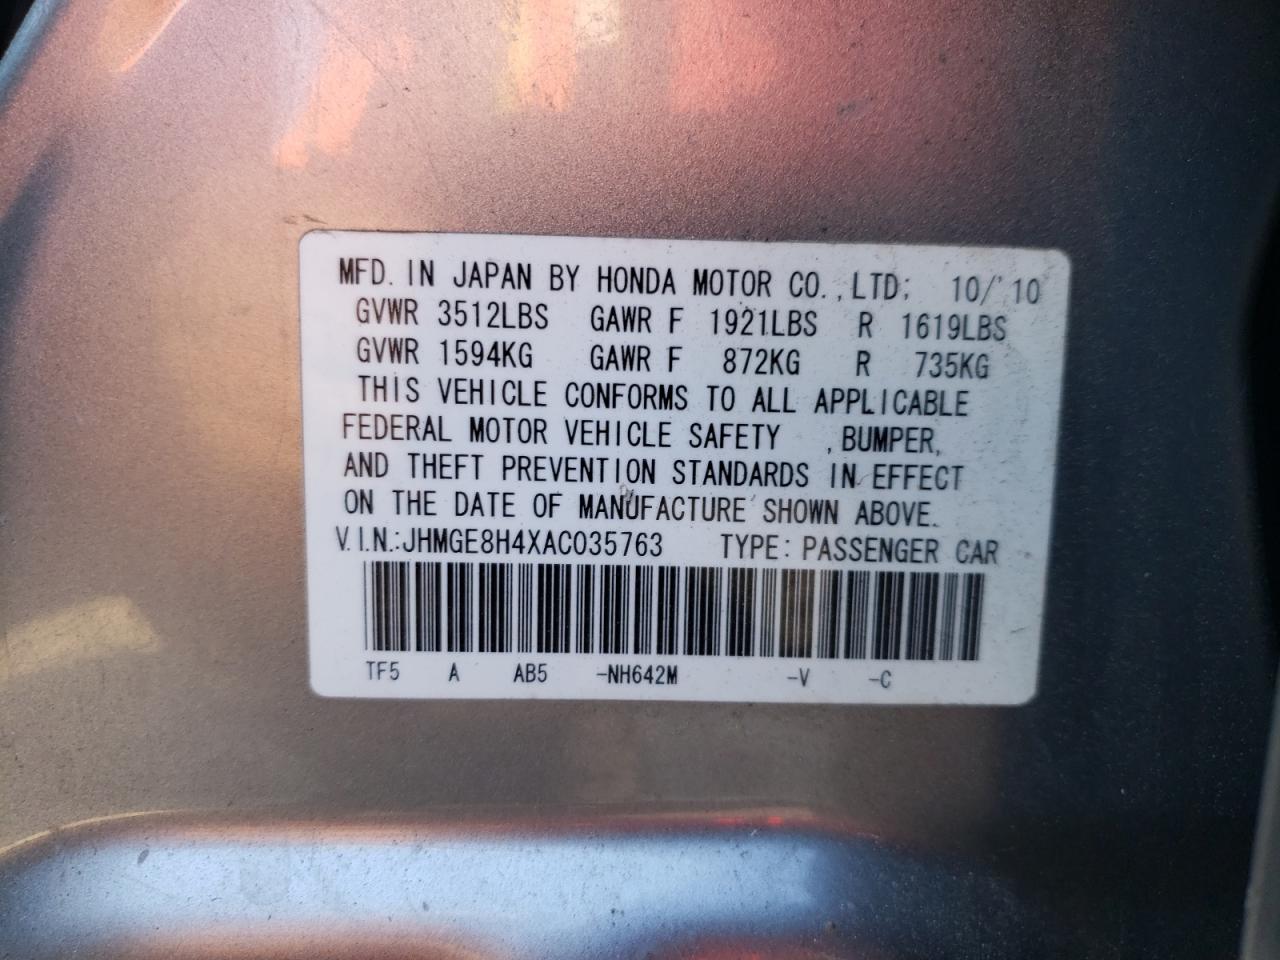 MFD. IN JAPAN BY HONDA MOTOR CO., LTD; 10/'10
GVWR 3512LBS GAWR F 1921LBS R 1619LBS
GVWR 1594KG GAWR F 872KG R 735KG
THIS VEHICLE CONFORMS TO ALL APPLICABLE
FEDERAL MOTOR VEHICLE SAFETY , BUMPER,
AND THEFT PREVENTION STANDARDS IN EFFECT
ON THE DATE OF MANUFACTURE SHOWN ABOVE.
V.I.N.:JHMGE8H4XAC035763 TYPE: PASSENGER CAR
TF5 A AB5 -NH642M -V -C